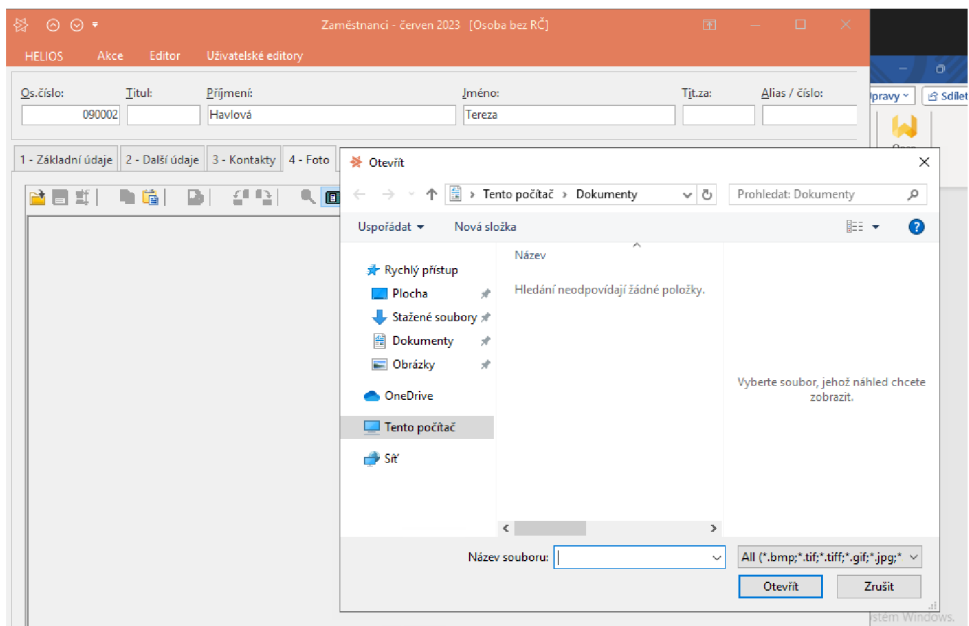 Zaměstnanci - červen 2023 [Osoba bez RČ]
HELIOS Akce Editor Uživatelské editory
Os.číslo: Titul: Příjmení: Jméno: Tit.za: Alias / číslo:
090002 Havlová Tereza
pravy Sdílet
1 - Základní údaje 2 - Další údaje 3 - Kontakty 4 - Foto
Otevřít
Tento počítač > Dokumenty
Prohledat: Dokumenty
Uspořádat Nová složka
Název
Hledání neodpovídají žádné položky.
Rychlý přístup
Plocha
Stažené soubory
Dokumenty
Obrázky
OneDrive
Tento počítač
Síť
Vyberte soubor, jehož náhled chcete
zobrazit.
Název souboru:
All (*.bmp;*.tif;*.tiff;*.gif;*.jpg;*
Otevřít Zrušit
istém Windows.